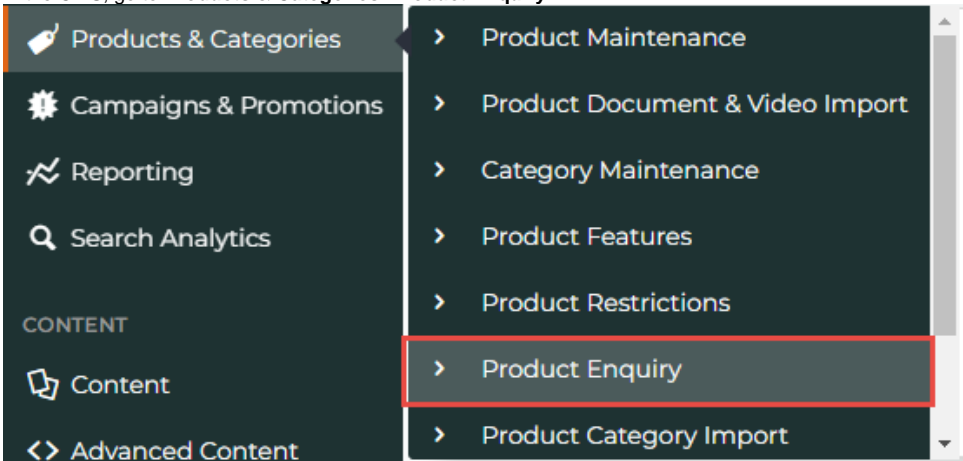 Products & Categories
Campaigns & Promotions
Reporting
Search Analytics
CONTENT
Content
Advanced Content
Product Maintenance
Product Document & Video Import
Category Maintenance
Product Features
Product Restrictions
Product Enquiry
Product Category Import